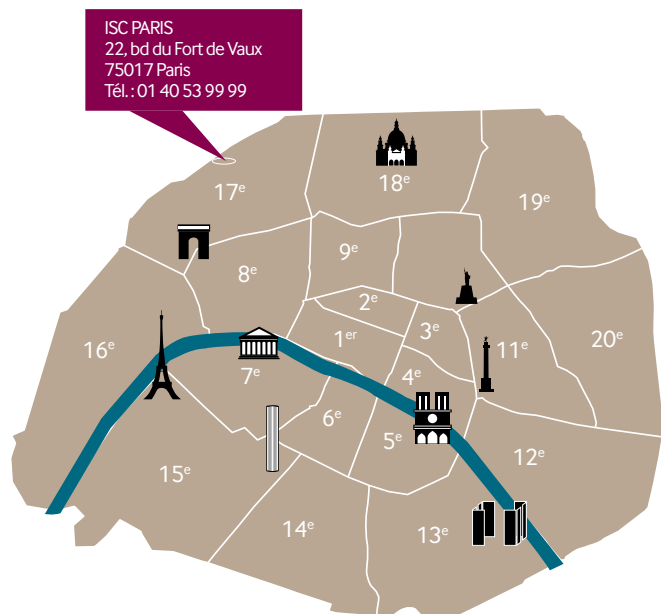 ISC PARIS
22, bd du Fort de Vaux
75017 Paris
Tél. : 01 40 53 99 99
17e
18e
19e
8e
9e
2e
3e
1er
16e
11e
20e
7e
4e
6e
5e
12e
15e
14e
13e